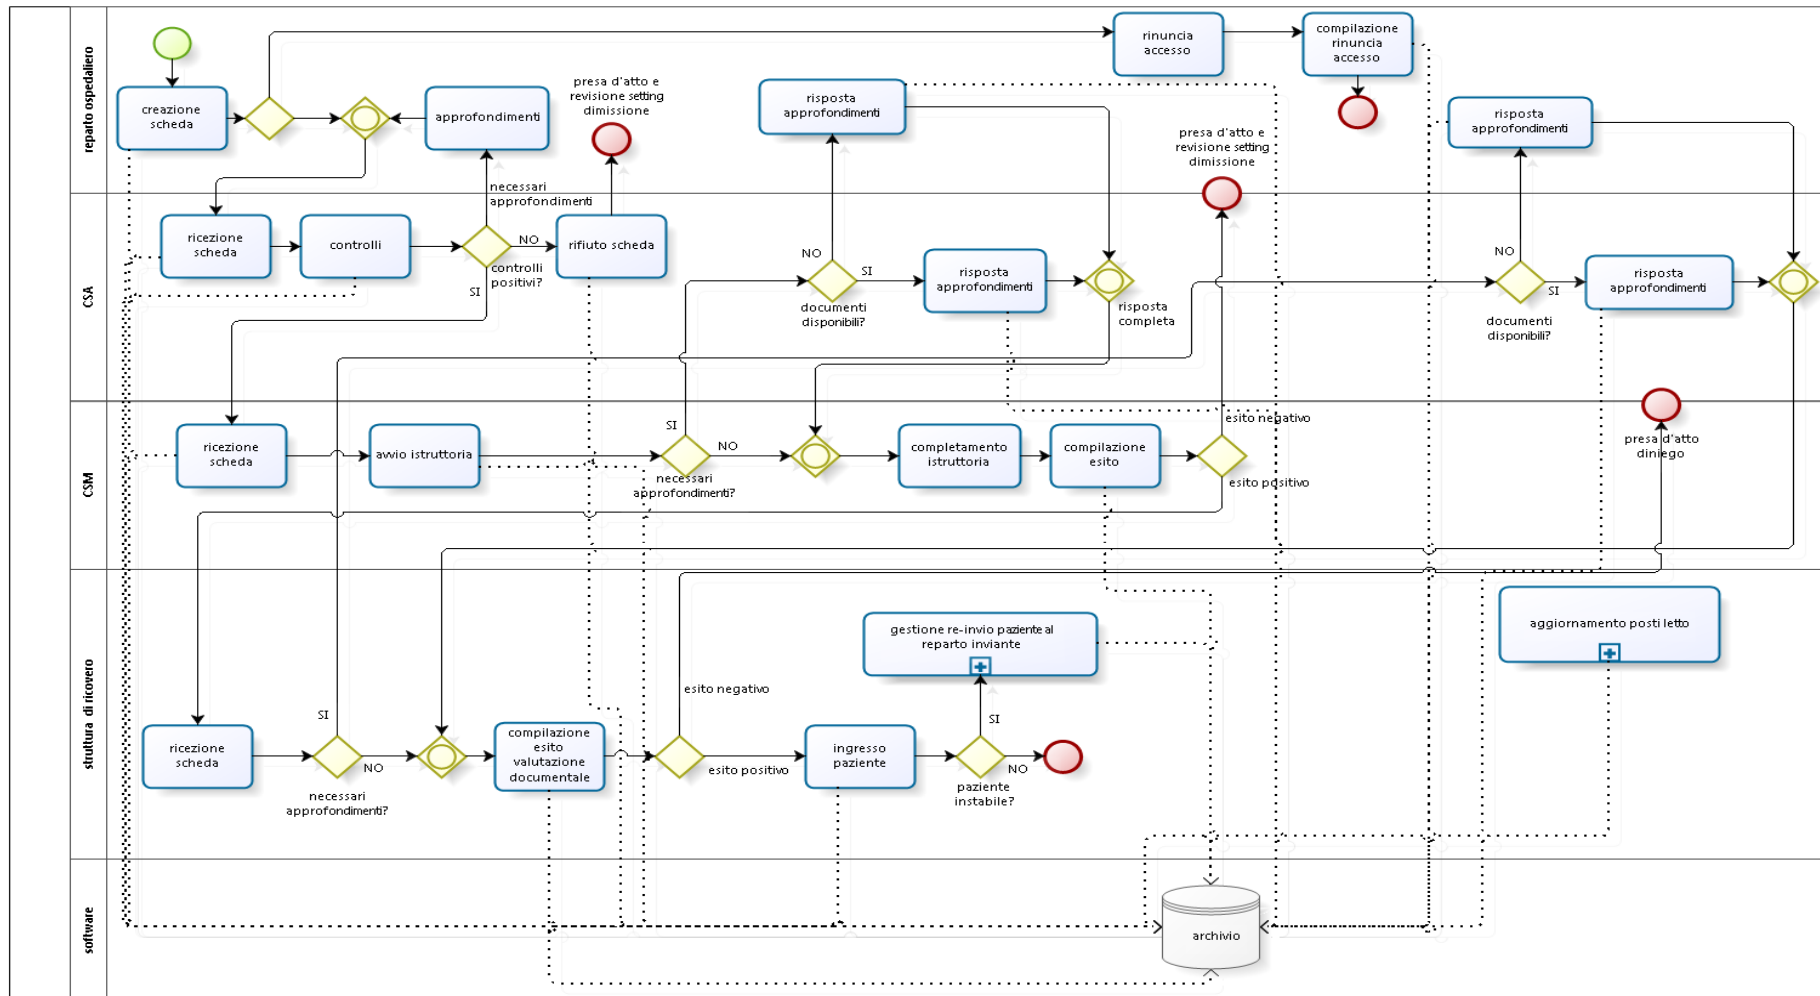 reparto ospedaliero
creazione
scheda
approfondimenti
presa d'atto e
revisione setting
dimissione
risposta
approfondimenti
rinuncia
accesso
compilazione
rinuncia
accesso
presa d'atto e
revisione setting
dimissione
risposta
approfondimenti
necessari
approfondimenti
CSA
ricezione
scheda
controlli
NO
controlli
positivi?
SI
rifiuto scheda
NO
SI
documenti
disponibili?
risposta
approfondimenti
risposta
completa
NO
SI
documenti
disponibili?
risposta
approfondimenti
CSM
ricezione
scheda
avvio istruttoria
SI
NO
necessari
approfondimenti?
completamento
istruttoria
compilazione
esito
esito negativo
esito positivo
presa d'atto
diniego
struttura di ricovero
ricezione
scheda
SI
NO
necessari
approfondimenti?
compilazione
esito
valutazione
documentale
esito negativo
esito positivo
ingresso
paziente
gestione re-invio paziente al
reparto inviante
SI
NO
paziente
instabile?
aggiornamento posti letto
software
archivio